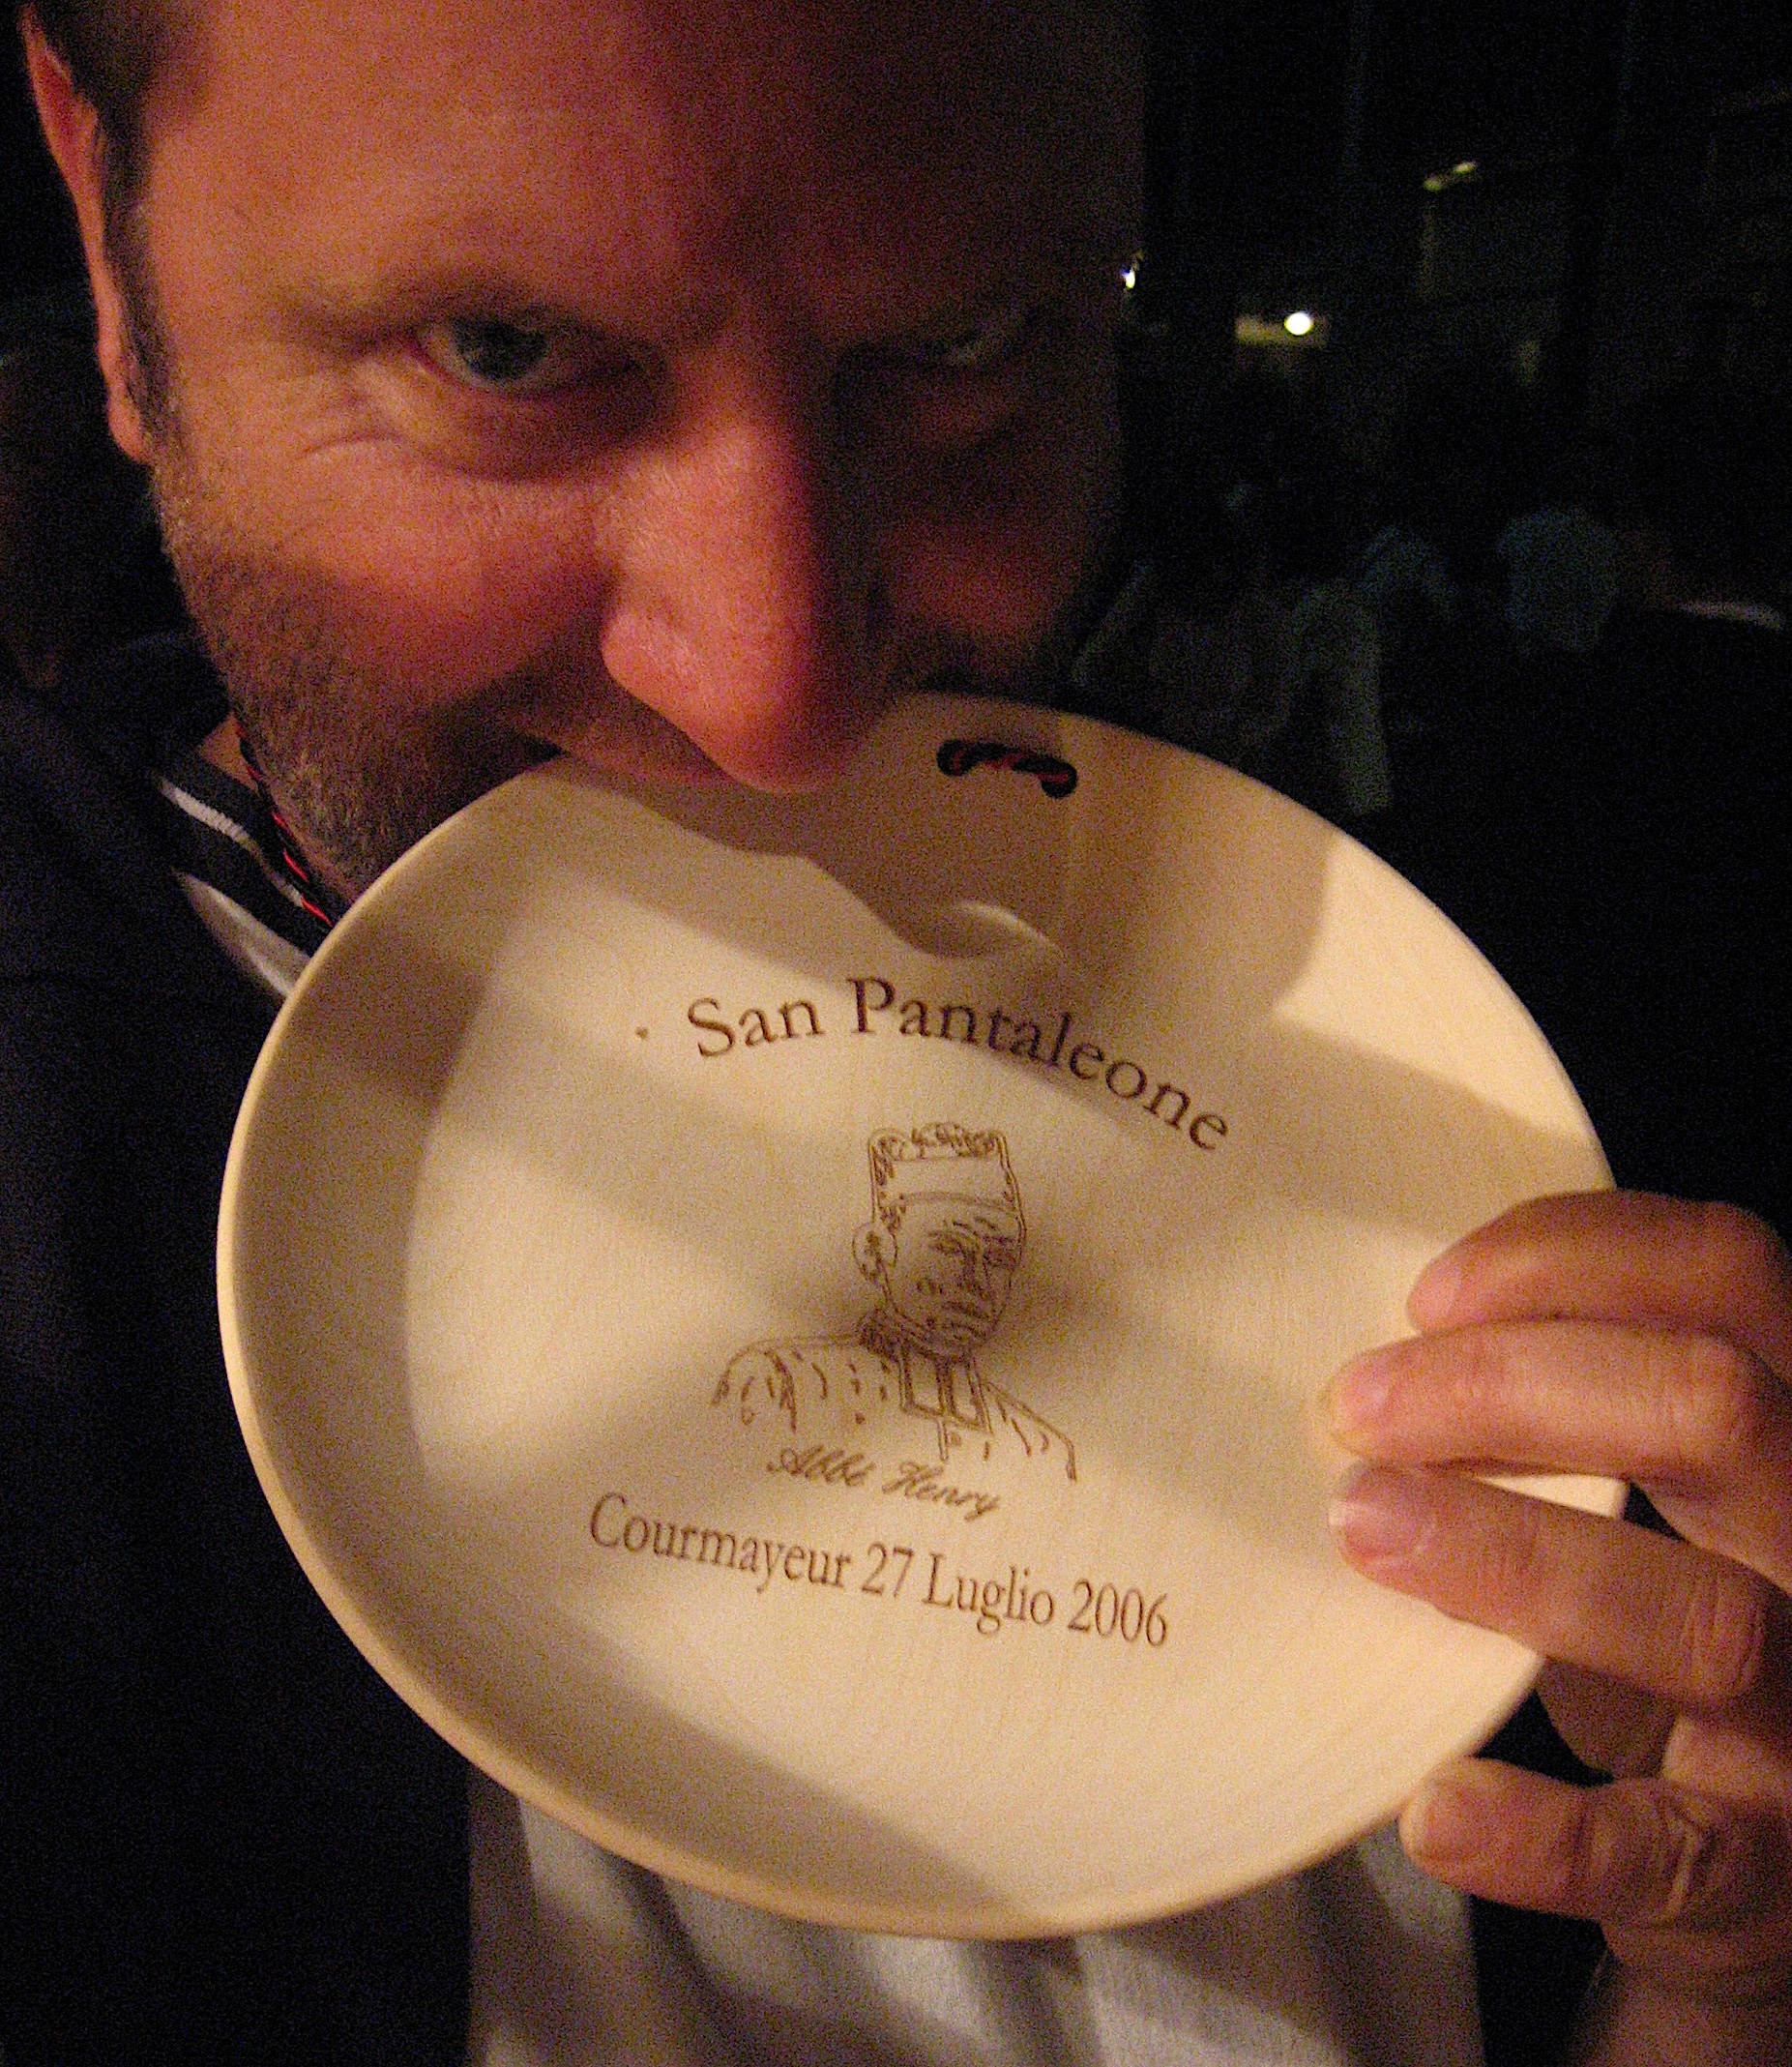 San Pantaleone
Abbé Henry
Courmayeur 27 Luglio 2006